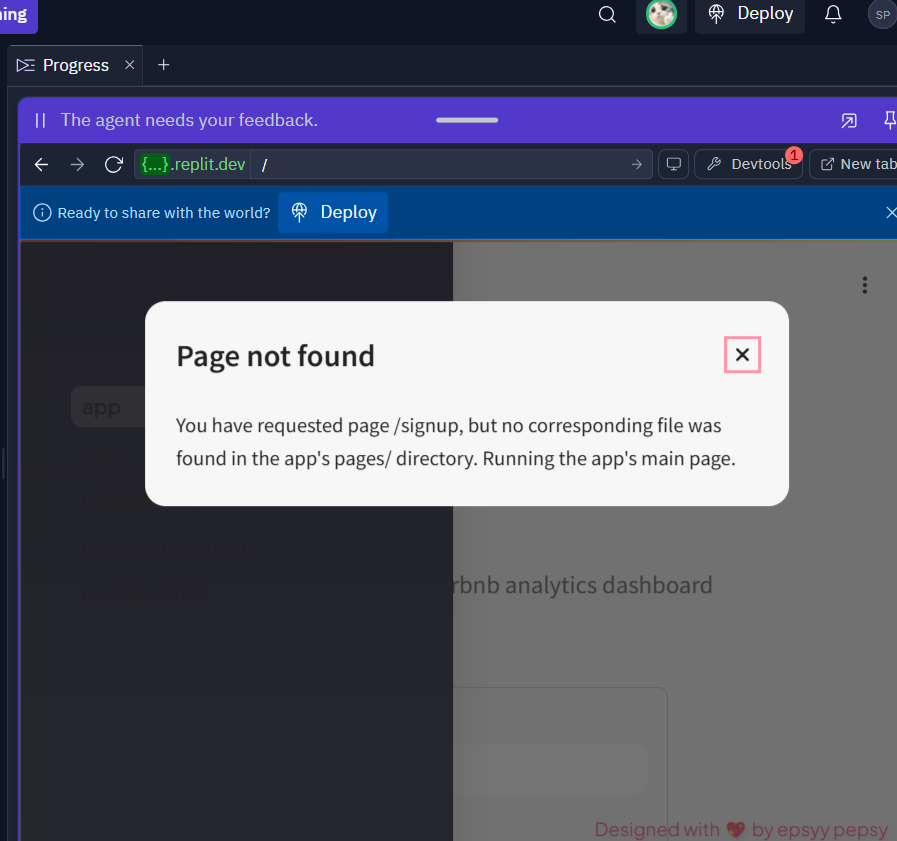 ning
Deploy
SP
Progress
The agent needs your feedback.
{...}.replit.dev /
Devtools
1
New tab
Ready to share with the world?
Deploy
Page not found
You have requested page /signup, but no corresponding file was
found in the app's pages/ directory. Running the app's main page.
app
rbnb analytics dashboard
Designed with 💖 by epsyy pepsy